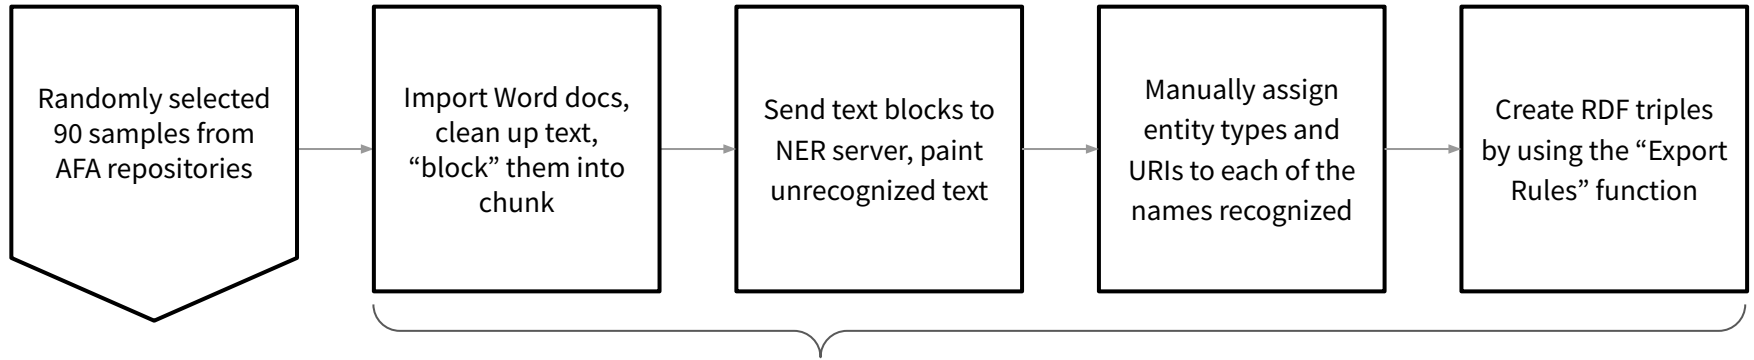 Randomly selected
90 samples from
AFA repositories
Import Word docs,
clean up text,
“block” them into
chunk
Send text blocks to
NER server, paint
unrecognized text
Manually assign
entity types and
URIs to each of the
names recognized
Create RDF triples
by using the “Export
Rules” function